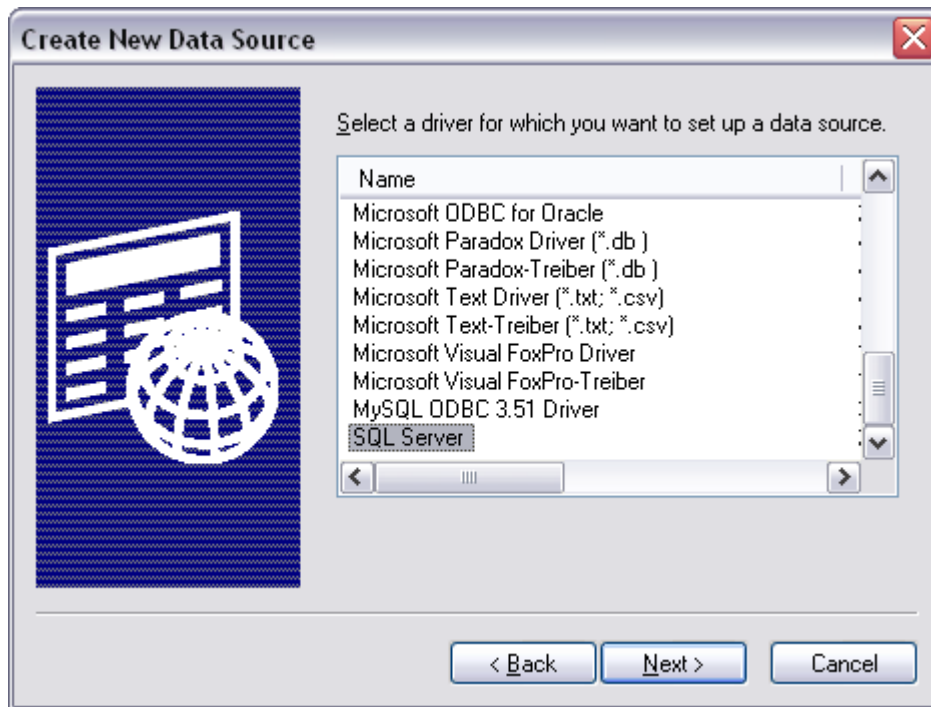 Create New Data Source
Select a driver for which you want to set up a data source.
Name
Microsoft ODBC for Oracle
Microsoft Paradox Driver (*.db )
Microsoft Paradox-Treiber (*.db )
Microsoft Text Driver (*.txt; *.csv)
Microsoft Text-Treiber (*.txt; *.csv)
Microsoft Visual FoxPro Driver
Microsoft Visual FoxPro-Treiber
MySQL ODBC 3.51 Driver
SQL Server
< Back Next > Cancel